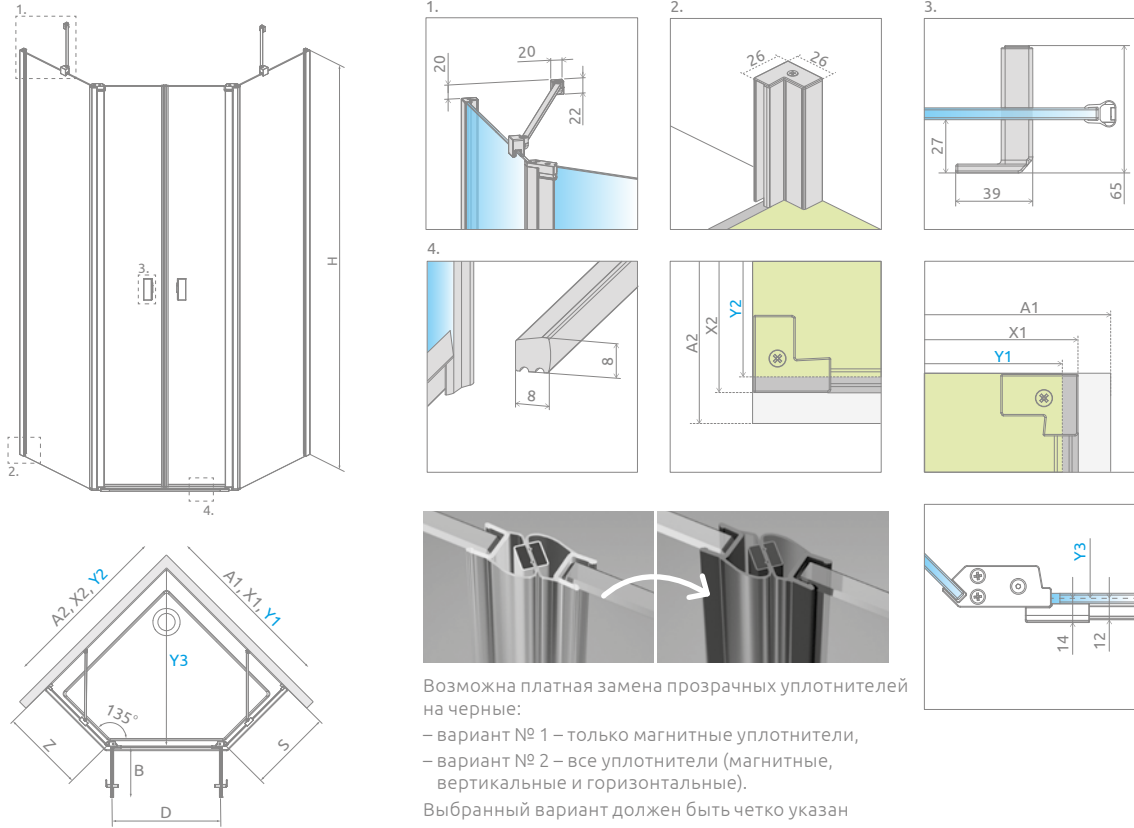 1.
3.
H
2.
4.
1.
20
20
22
2.
26
26
3.
27
39
65
4.
8
8
A2
X2
Y2
A1
X1
Y1
A2, X2, Y2
A1, X1, Y1
Y3
135°
Z
S
B
D
Y3
14
12
Возможна платная замена прозрачных уплотнителей
на черные:
– вариант № 1 – только магнитные уплотнители,
– вариант № 2 – все уплотнители (магнитные,
вертикальные и горизонтальные).
Выбранный вариант должен быть четко указан